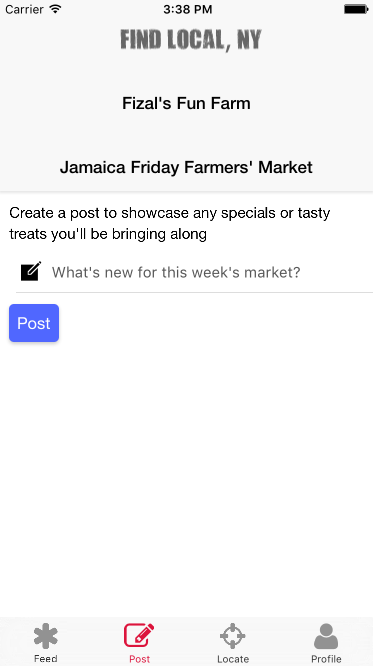 Carrier 3:38 PM
FIND LOCAL, NY
Fizal's Fun Farm
Jamaica Friday Farmers' Market
Create a post to showcase any specials or tasty
treats you'll be bringing along
What's new for this week's market?
Post
Feed Post Locate Profile